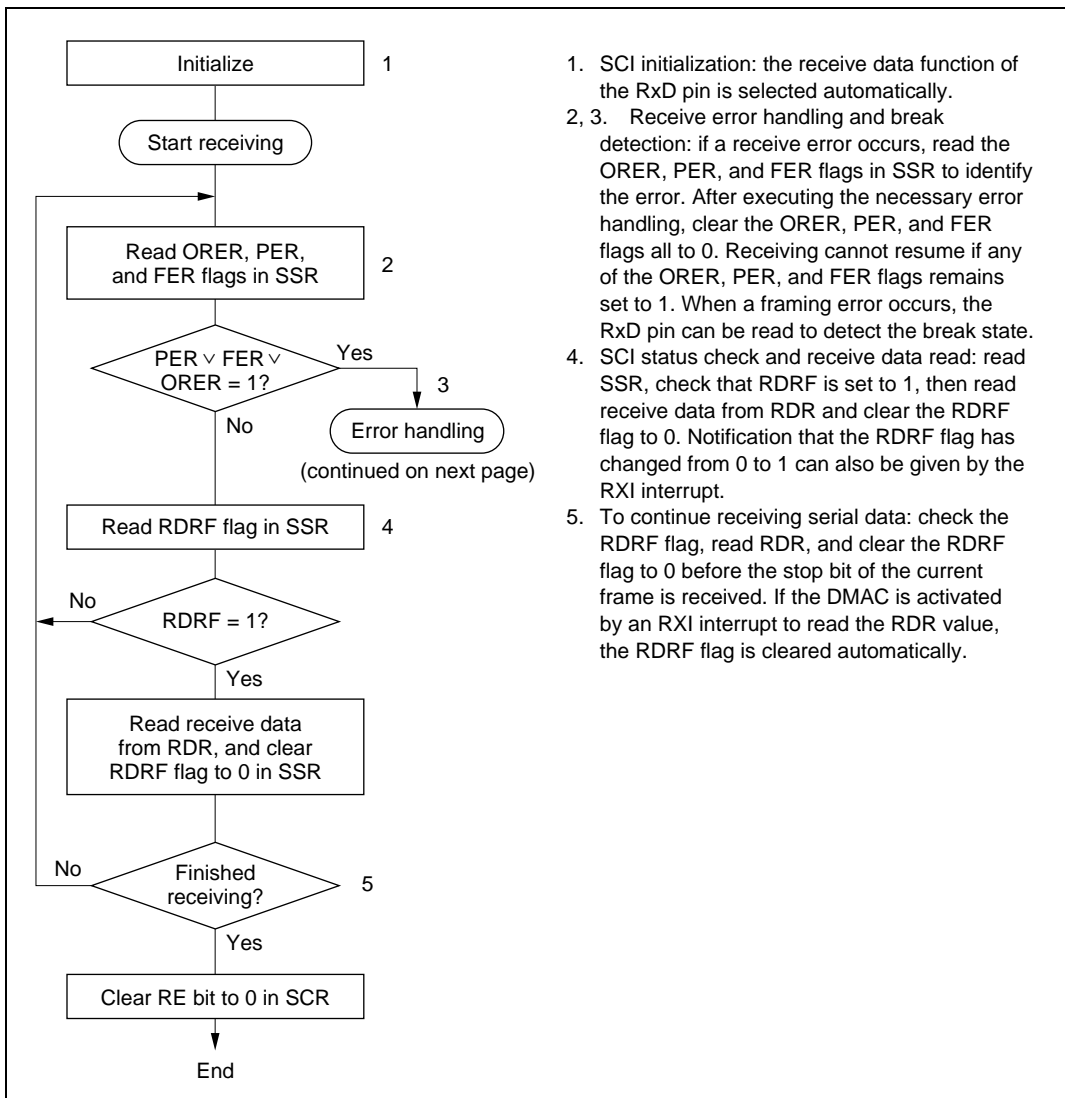 Initialize
1
Start receiving
Read ORER, PER,
and FER flags in SSR
2
PER ∨ FER ∨
ORER = 1?
Yes
3
No
Error handling
(continued on next page)
Read RDRF flag in SSR
4
No
RDRF = 1?
Yes
Read receive data
from RDR, and clear
RDRF flag to 0 in SSR
No
Finished
receiving?
5
Yes
Clear RE bit to 0 in SCR
End
1. SCI initialization: the receive data function of
the RxD pin is selected automatically.
2, 3. Receive error handling and break
detection: if a receive error occurs, read the
ORER, PER, and FER flags in SSR to identify
the error. After executing the necessary error
handling, clear the ORER, PER, and FER
flags all to 0. Receiving cannot resume if any
of the ORER, PER, and FER flags remains
set to 1. When a framing error occurs, the
RxD pin can be read to detect the break state.
4. SCI status check and receive data read: read
SSR, check that RDRF is set to 1, then read
receive data from RDR and clear the RDRF
flag to 0. Notification that the RDRF flag has
changed from 0 to 1 can also be given by the
RXI interrupt.
5. To continue receiving serial data: check the
RDRF flag, read RDR, and clear the RDRF
flag to 0 before the stop bit of the current
frame is received. If the DMAC is activated
by an RXI interrupt to read the RDR value,
the RDRF flag is cleared automatically.